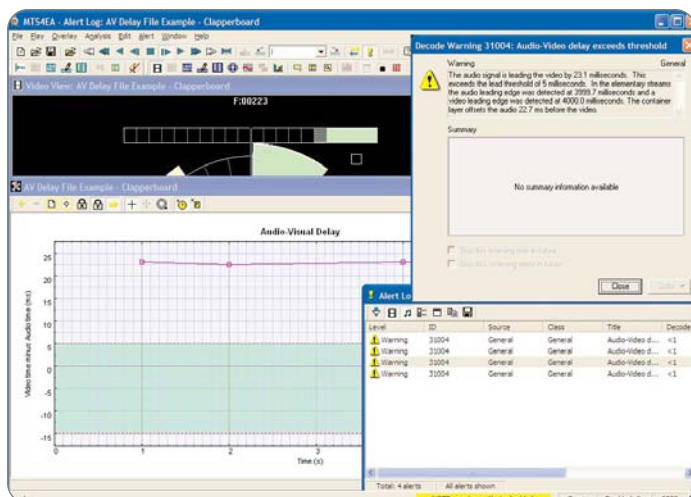 MTS4EA - Alert Log: AV Delay File Example - Clapperboard
File Play Overlay Analysis Edit Alert Window Help
Video View: AV Delay File Example - Clapperboard
F:00223
AV Delay File Example - Clapperboard
Audio-Visual Delay
Video time minus Audio time (ms)
25
20
15
10
5
0
-5
-10
-15
0
1
2
3
Time (s)
Decode Warning 31004: Audio-Video delay exceeds threshold
Warning General
The audio signal is leading the video by 23.1 milliseconds. This
exceeds the lead threshold of 5 milliseconds. In the elementary streams
the audio leading edge was detected at 3999.7 milliseconds and a
video leading edge was detected at 4000.0 milliseconds. The container
layer offsets the audio 22.7 ms before the video.
Summary
No summary information available
Close
Alert Lo
Level ID Source Class Title Decode
Warning 31004 General General Audio-Video d... <1
Warning 31004 General General Audio-Video d... <1
Warning 31004 General General Audio-Video d... <1
Warning 31004 General General Audio-Video d... <1
Total: 4 alerts All alerts shown